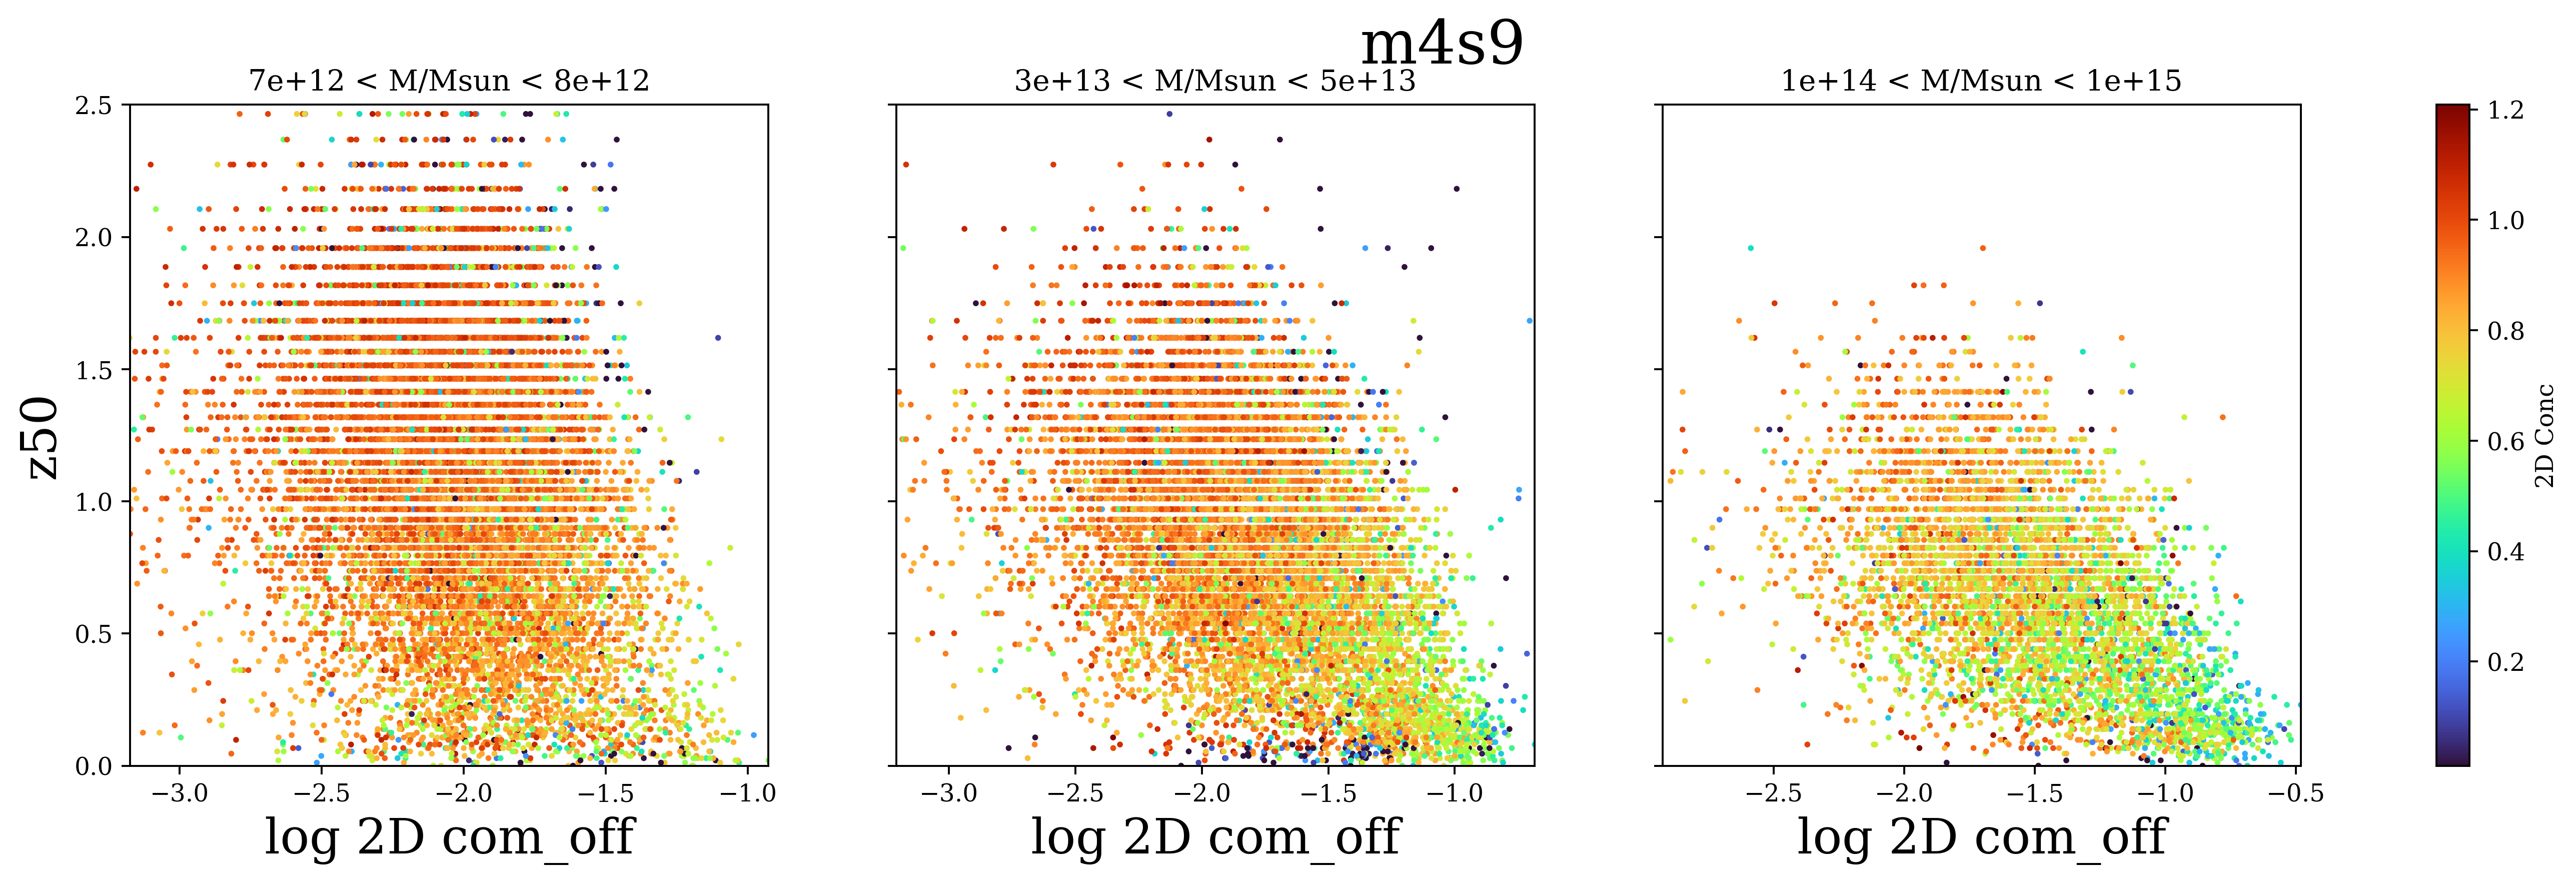 m4s9
7e+12 < M/Msun < 8e+12
3e+13 < M/Msun < 5e+13
1e+14 < M/Msun < 1e+15
z50
2.5
2.0
1.5
1.0
0.5
0.0
−3.0 −2.5 −2.0 −1.5 −1.0
log 2D com_off
−3.0 −2.5 −2.0 −1.5 −1.0
log 2D com_off
−2.5 −2.0 −1.5 −1.0 −0.5
log 2D com_off
1.2
1.0
0.8
0.6
0.4
0.2
2D Conc